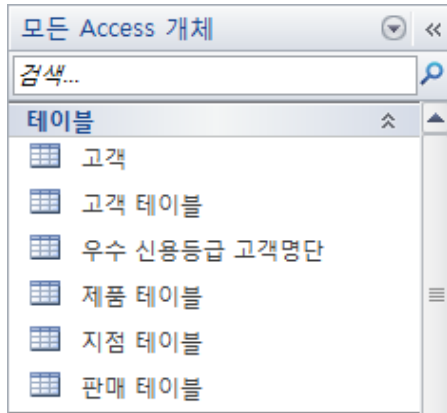 모든 Access 개체
검색...
테이블
고객
고객 테이블
우수 신용등급 고객명단
제품 테이블
지점 테이블
판매 테이블